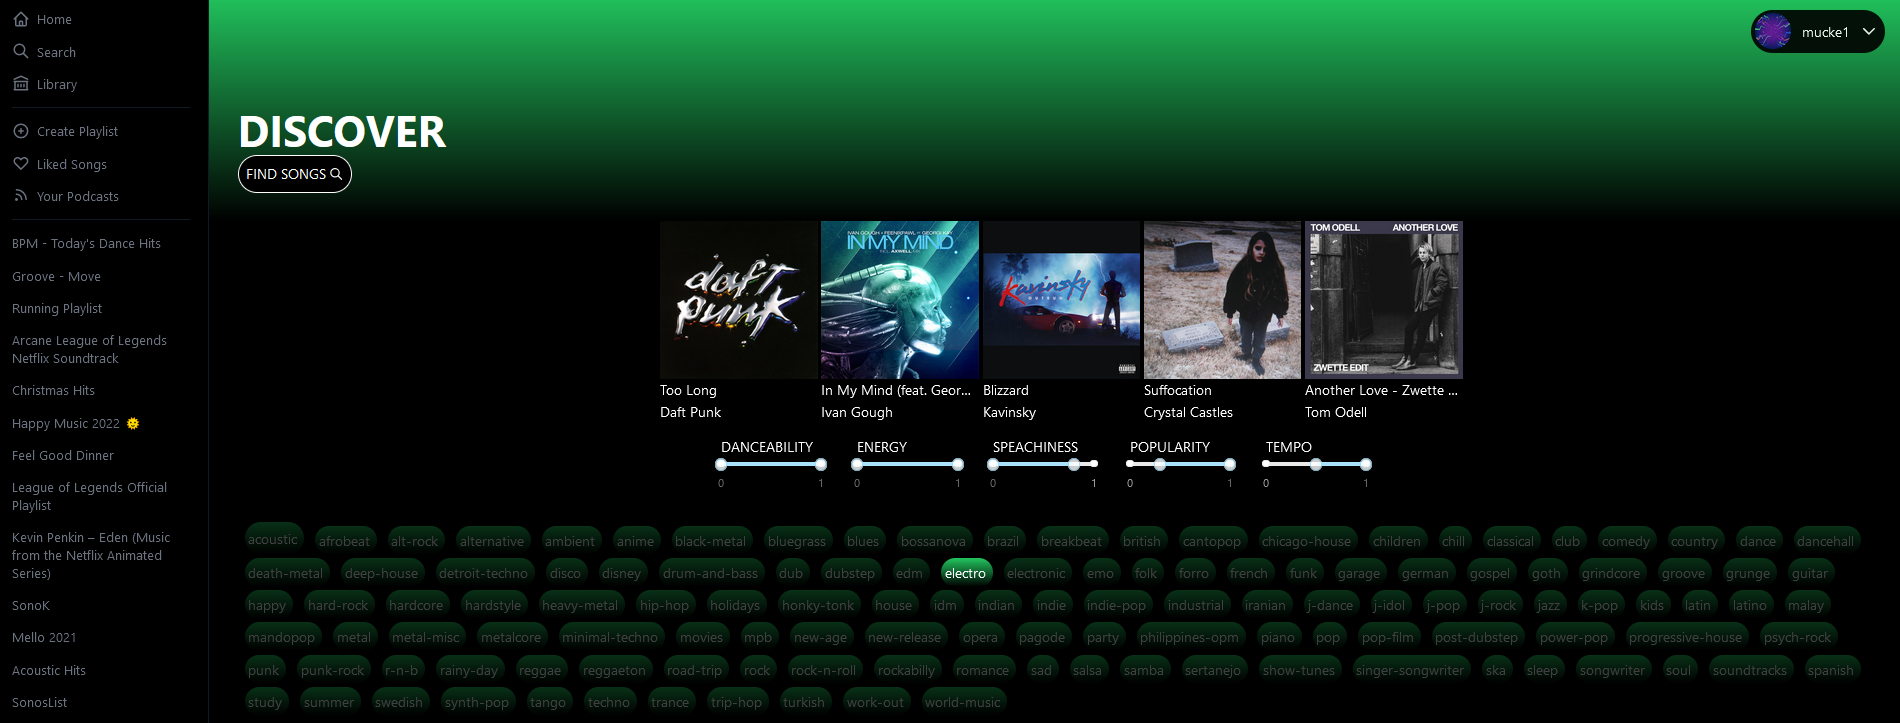 Home
Search
Library
Create Playlist
Liked Songs
Your Podcasts
BPM - Today's Dance Hits
Groove - Move
Running Playlist
Arcane League of Legends
Netflix Soundtrack
Christmas Hits
Happy Music 2022 🌞
Feel Good Dinner
League of Legends Official
Playlist
Kevin Penkin – Eden (Music
from the Netflix Animated
Series)
SonoK
Mello 2021
Acoustic Hits
SonosList
mucke1
DISCOVER
FIND SONGS
daft
punk
IVAN GOUGH + FEENIXPAWL FT GEORGI KAY
IN MY MIND
INCL AXWELL MIX
Kavinsky
OUTRUN
TOM ODELL ANOTHER LOVE
ZWETTE EDIT
Too Long
Daft Punk
In My Mind (feat. Geor...
Ivan Gough
Blizzard
Kavinsky
Suffocation
Crystal Castles
Another Love - Zwette ...
Tom Odell
DANCEABILITY ENERGY SPEACHINESS POPULARITY TEMPO
0 1 0 1 0 1 0 1 0 1
acoustic afrobeat alt-rock alternative ambient anime black-metal bluegrass blues bossanova brazil breakbeat british cantopop chicago-house children chill classical club comedy country dance dancehall
death-metal deep-house detroit-techno disco disney drum-and-bass dub dubstep edm electro electronic emo folk forro french funk garage german gospel goth grindcore groove grunge guitar
happy hard-rock hardcore hardstyle heavy-metal hip-hop holidays honky-tonk house idm indian indie indie-pop industrial iranian j-dance j-idol j-pop j-rock jazz k-pop kids latin latino malay
mandopop metal metal-misc metalcore minimal-techno movies mpb new-age new-release opera pagode party philippines-opm piano pop pop-film post-dubstep power-pop progressive-house psych-rock
punk punk-rock r-n-b rainy-day reggae reggaeton road-trip rock rock-n-roll rockabilly romance sad salsa samba sertanejo show-tunes singer-songwriter ska sleep songwriter soul soundtracks spanish
study summer swedish synth-pop tango techno trance trip-hop turkish work-out world-music